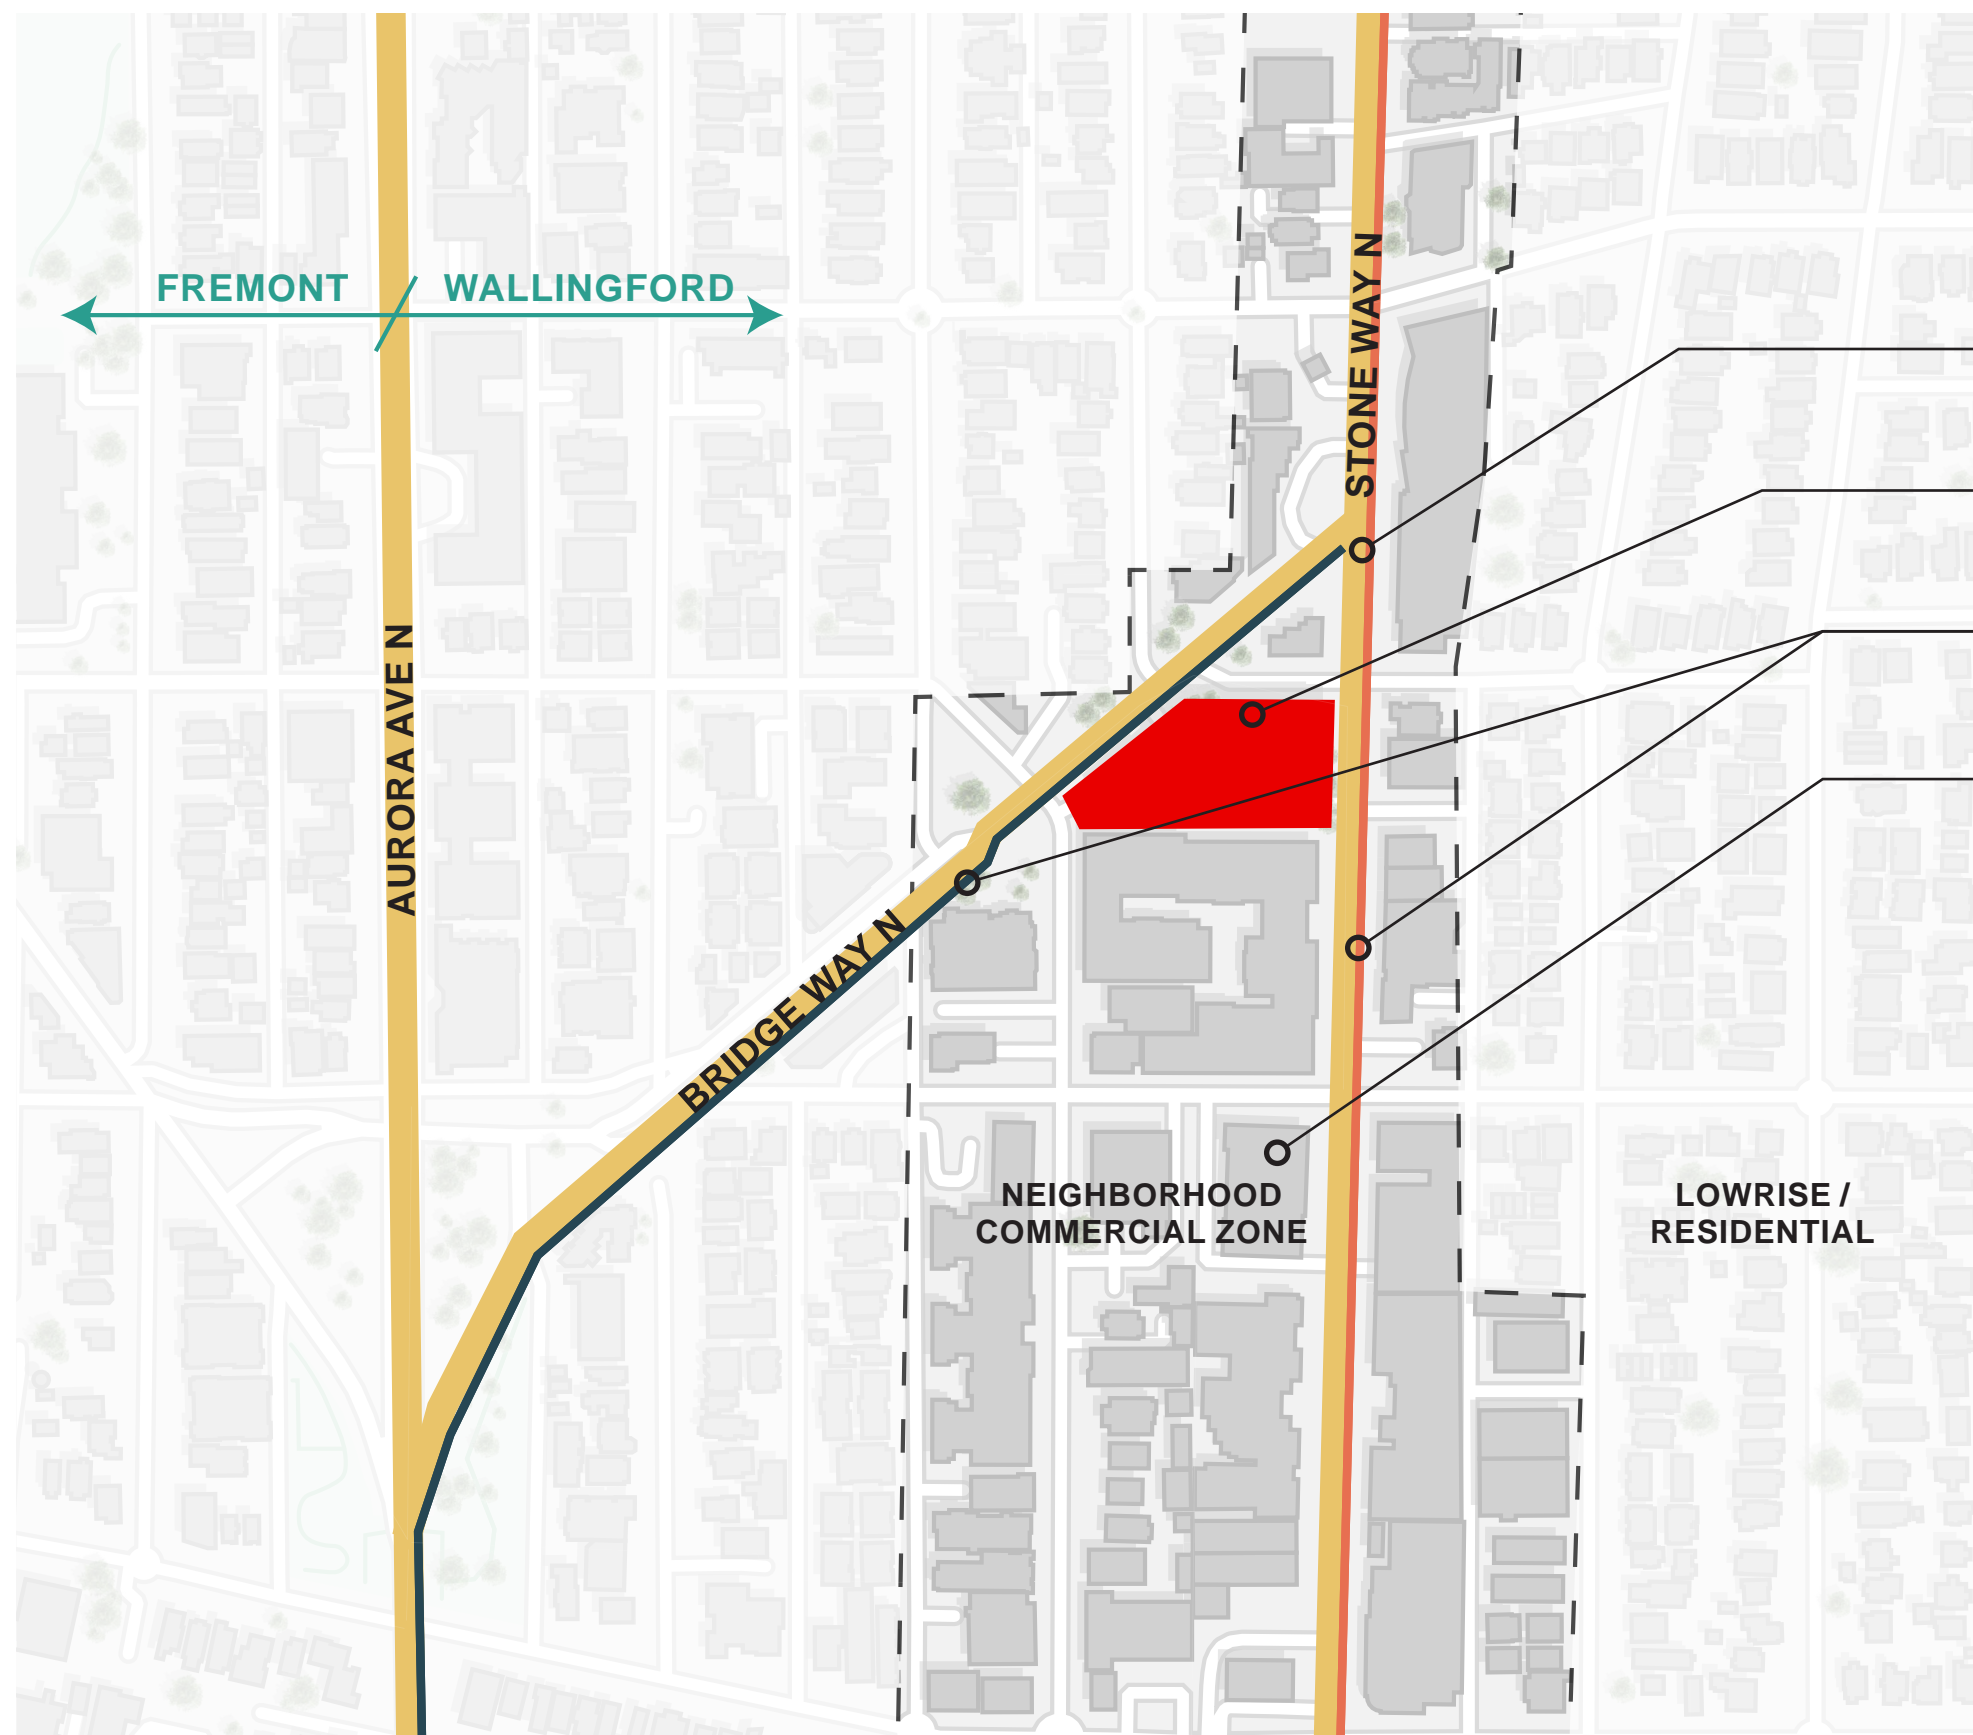 FREMONT
WALLINGFORD
STONE WAY N
AURORA AVE N
BRIDGE WAY N
NEIGHBORHOOD
COMMERCIAL ZONE
LOWRISE /
RESIDENTIAL